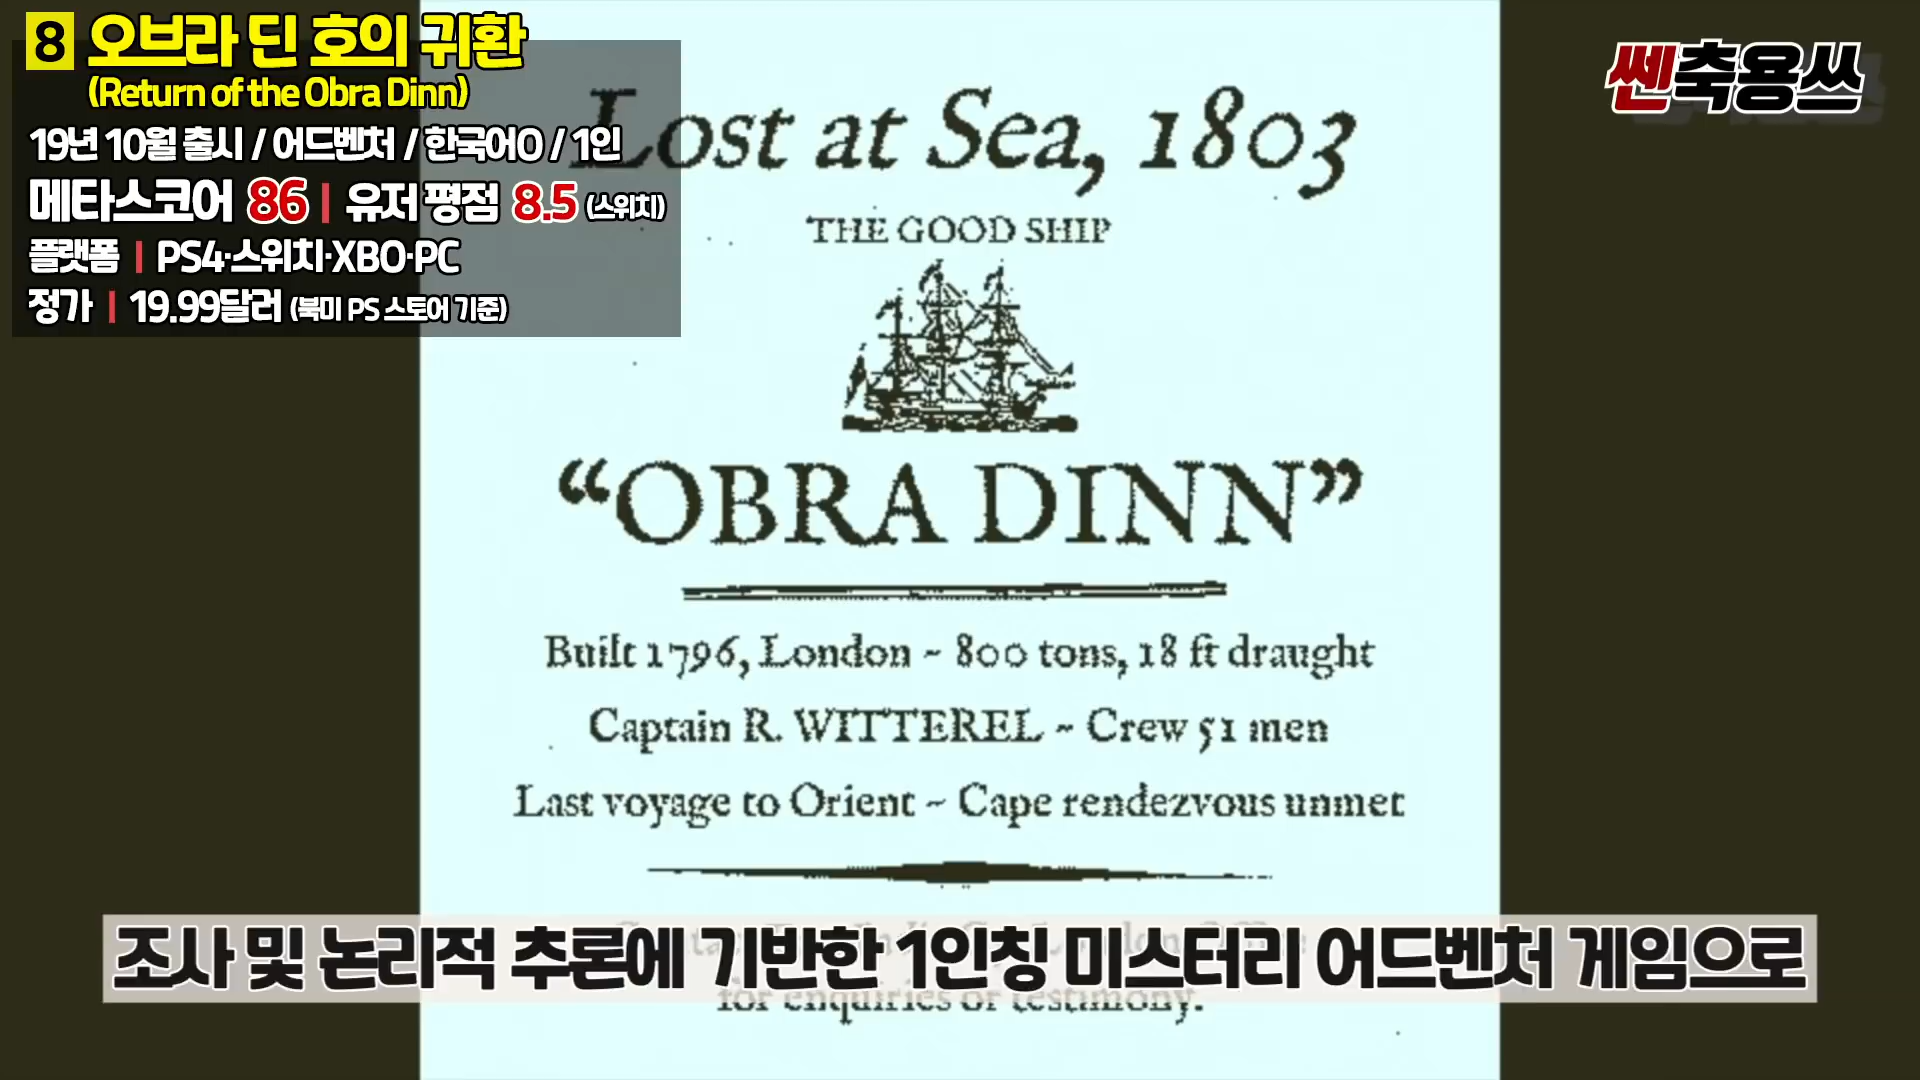 8 오브라 딘 호의 귀환
(Return of the Obra Dinn)
19년 10월 출시 / 어드벤처 / 한국어O / 1인
메타스코어 86 | 유저 평점 8.5 (스위치)
플랫폼 | PS4·스위치·XBO·PC
정가 | 19.99달러 (북미 PS 스토어 기준)
쎈축용쓰
Lost at Sea, 1803
THE GOOD SHIP
“OBRA DINN”
Built 1796, London ~ 800 tons, 18 ft draught
Captain R. WITTEREL ~ Crew 51 men
Last voyage to Orient ~ Cape rendezvous unmet
조사 및 논리적 추론에 기반한 1인칭 미스터리 어드벤처 게임으로
for enquiries or testimony.